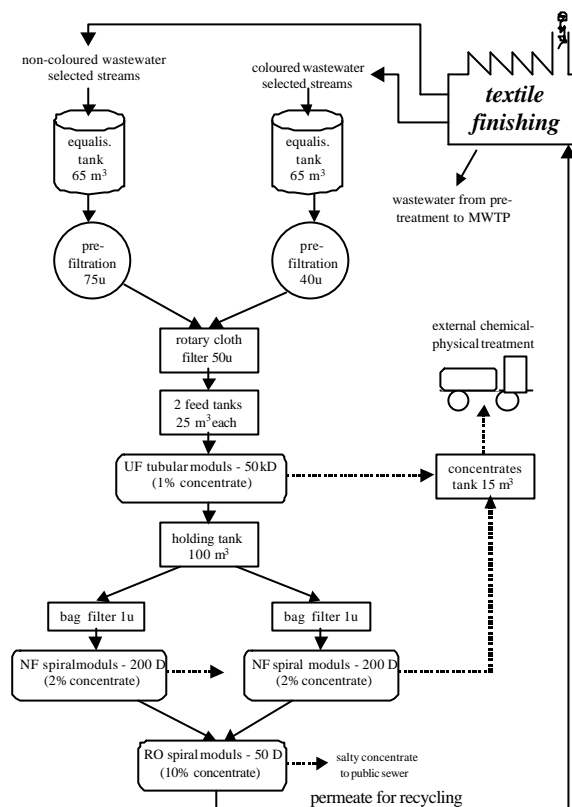 non-coloured wastewater
selected streams
coloured wastewater
selected streams
textile
finishing
equalis.
tank
65 m³
equalis.
tank
65 m³
wastewater from pre-
treatment to MWTP
pre-
filtration
75u
pre-
filtration
40u
rotary cloth
filter 50u
external chemical-
physical treatment
2 feed tanks
25 m³ each
UF tubular moduls - 50kD
(1% concentrate)
concentrates
tank 15 m³
holding tank
100 m³
bag filter 1u
bag filter 1u
NF spiralmoduls - 200 D
(2% concentrate)
NF spiral moduls - 200 D
(2% concentrate)
RO spiral moduls - 50 D
(10% concentrate)
salty concentrate
to public sewer
permeate for recycling